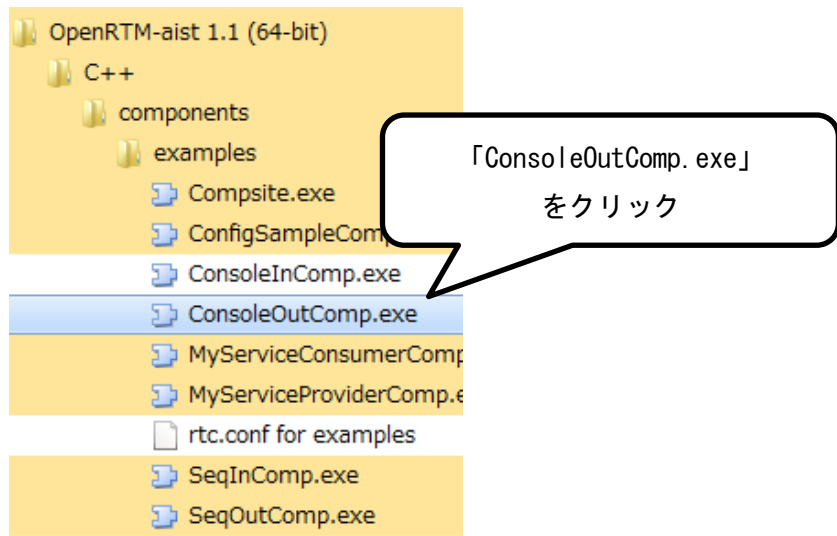 OpenRTM-aist 1.1 (64-bit)
C++
components
examples
Compsite.exe
ConfigSampleComp
ConsoleInComp.exe
ConsoleOutComp.exe
MyServiceConsumerComp
MyServiceProviderComp.e
rtc.conf for examples
SeqInComp.exe
SeqOutComp.exe
「ConsoleOutComp.exe」
をクリック